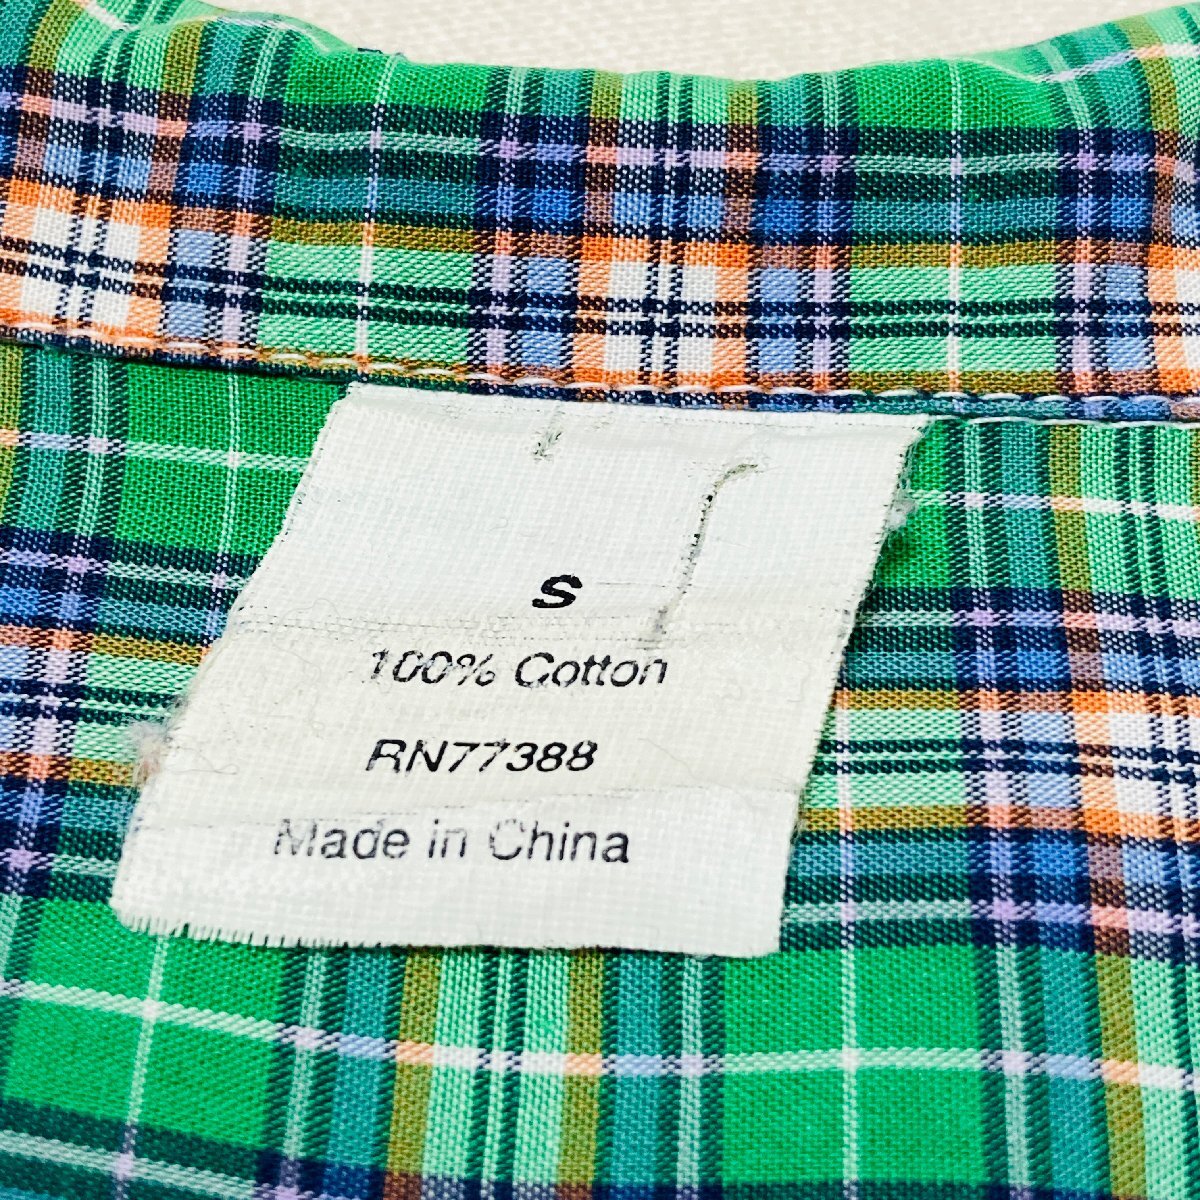 S
100% Cotton
RN77388
Made in China